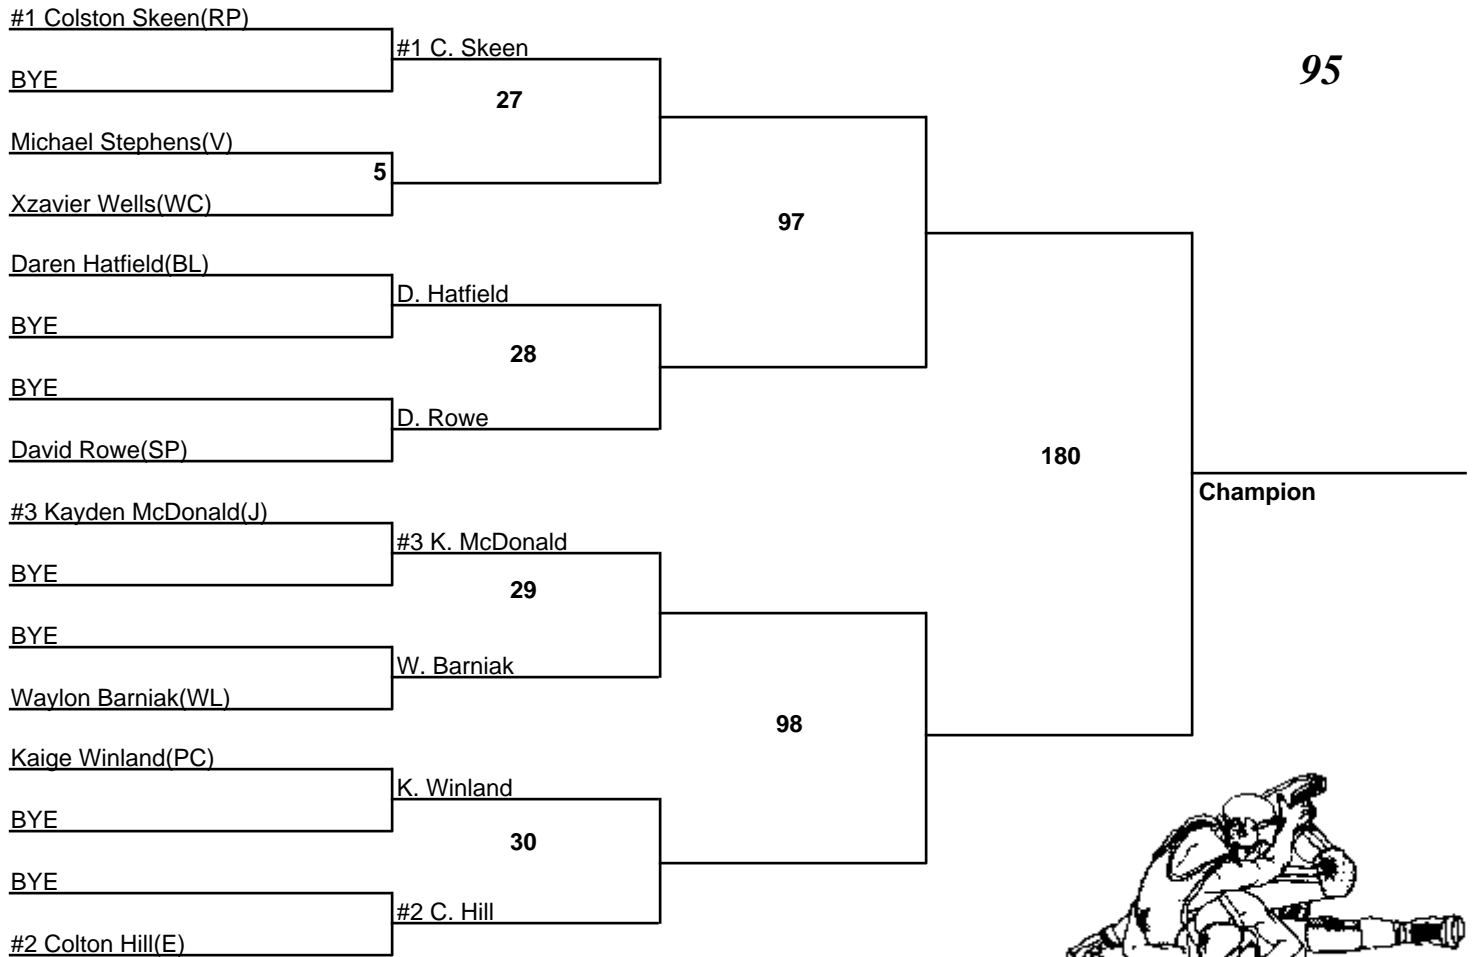 #1 Colston Skeen(RP)
#1 C. Skeen
95
BYE
27
Michael Stephens(V)
5
Xzavier Wells(WC)
97
Daren Hatfield(BL)
D. Hatfield
BYE
28
BYE
D. Rowe
David Rowe(SP)
180
Champion
#3 Kayden McDonald(J)
#3 K. McDonald
BYE
29
BYE
W. Barniak
Waylon Barniak(WL)
98
Kaige Winland(PC)
K. Winland
BYE
30
BYE
#2 C. Hill
#2 Colton Hill(E)